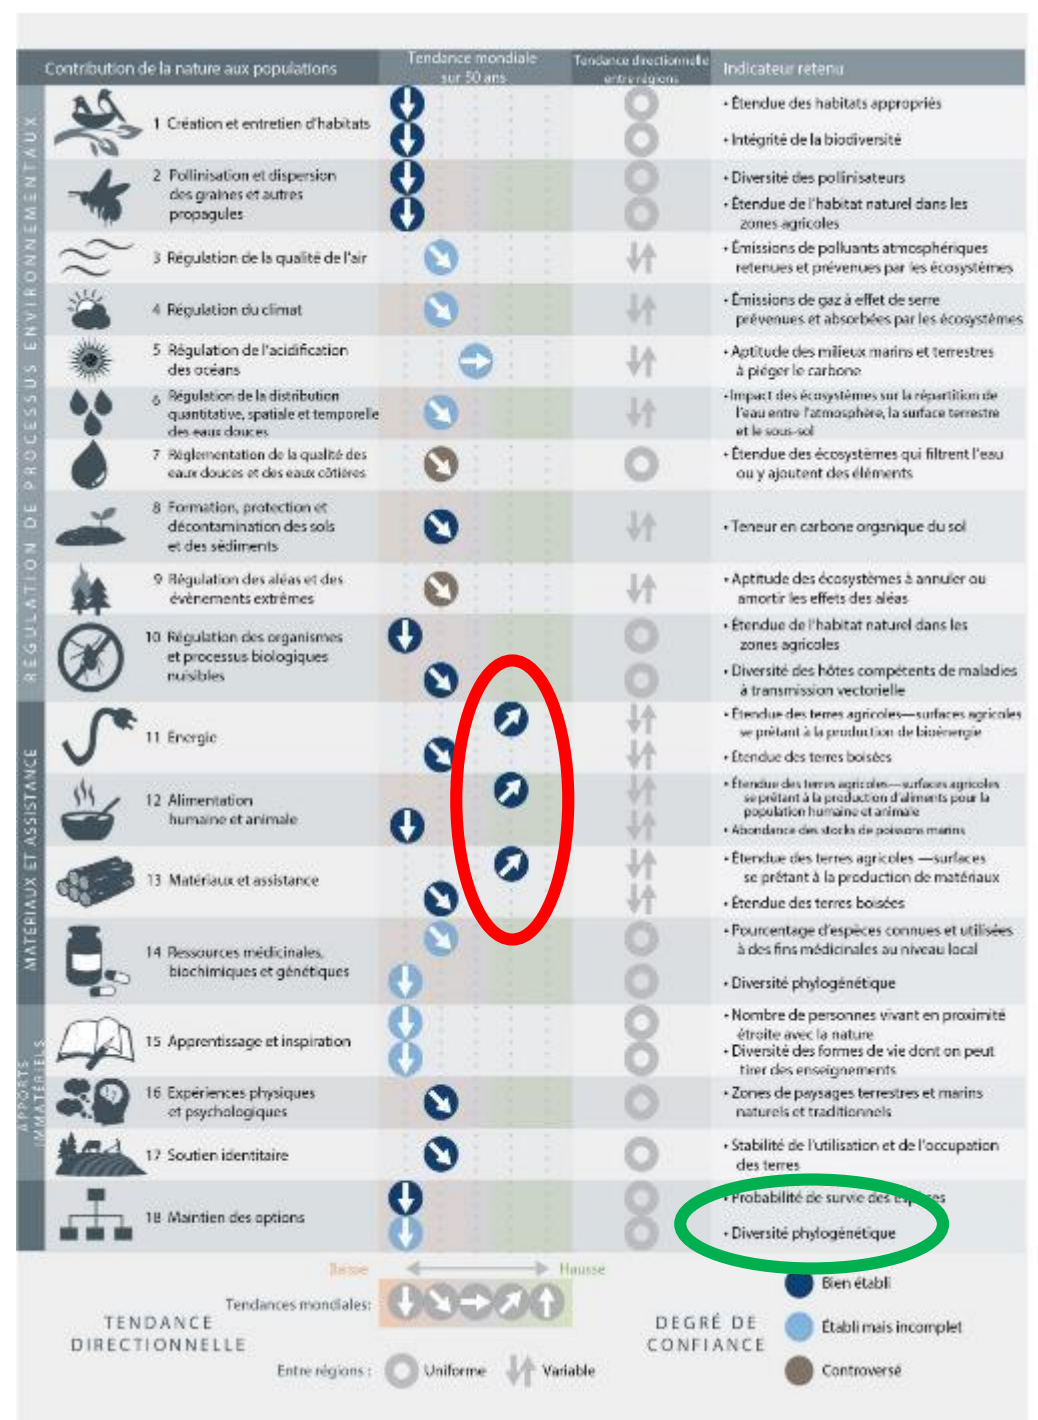 Contribution de la nature aux populations
Tendance mondiale
sur 50 ans
Tendance directionnelle
entre régions
Indicateur retenu
RÉGULATION DE PROCESSUS ENVIRONNEMENTAUX
1 Création et entretien d'habitats
• Étendue des habitats appropriés
• Intégrité de la biodiversité
2 Pollinisation et dispersion
des graines et autres
propagules
• Diversité des pollinisateurs
• Étendue de l'habitat naturel dans les
zones agricoles
3 Régulation de la qualité de l'air
• Émissions de polluants atmosphériques
retenues et prévenues par les écosystèmes
4 Régulation du climat
• Émissions de gaz à effet de serre
prévenues et absorbées par les écosystèmes
5 Régulation de l'acidification
des océans
• Aptitude des milieux marins et terrestres
à piéger le carbone
6 Régulation de la distribution
quantitative, spatiale et temporelle
des eaux douces
• Impact des écosystèmes sur la répartition de
l'eau entre l'atmosphère, la surface terrestre
et le sous-sol
7 Règlementation de la qualité des
eaux douces et des eaux côtières
• Étendue des écosystèmes qui filtrent l'eau
ou y ajoutent des éléments
8 Formation, protection et
décontamination des sols
et des sédiments
• Teneur en carbone organique du sol
9 Régulation des aléas et des
évènements extrêmes
• Aptitude des écosystèmes à annuler ou
amortir les effets des aléas
10 Régulation des organismes
et processus biologiques
nuisibles
• Étendue de l'habitat naturel dans les
zones agricoles
• Diversité des hôtes compétents de maladies
à transmission vectorielle
MATÉRIAUX ET ASSISTANCE
11 Energie
• Étendue des terres agricoles—surfaces agricoles
se prêtant à la production de bioénergie
• Étendue des terres boisées
12 Alimentation
humaine et animale
• Étendue des terres agricoles—surfaces agricoles
se prêtant à la production d'aliments pour la
population humaine et animale
• Abondance des stocks de poissons marins
13 Matériaux et assistance
• Étendue des terres agricoles —surfaces
se prêtant à la production de matériaux
• Étendue des terres boisées
14 Ressources médicinales,
biochimiques et génétiques
• Pourcentage d'espèces connues et utilisées
à des fins médicinales au niveau local
• Diversité phylogénétique
APPORTS
IMMATÉRIELS
15 Apprentissage et inspiration
• Nombre de personnes vivant en proximité
étroite avec la nature
• Diversité des formes de vie dont on peut
tirer des enseignements
16 Expériences physiques
et psychologiques
• Zones de paysages terrestres et marins
naturels et traditionnels
17 Soutien identitaire
• Stabilité de l'utilisation et de l'occupation
des terres
18 Maintien des options
• Probabilité de survie des espèces
• Diversité phylogénétique
Baisse
Hausse
Tendances mondiales:
TENDANCE
DIRECTIONNELLE
Entre régions :
Uniforme
Variable
DEGRÉ DE
CONFIANCE
Bien établi
Établi mais incomplet
Controversé